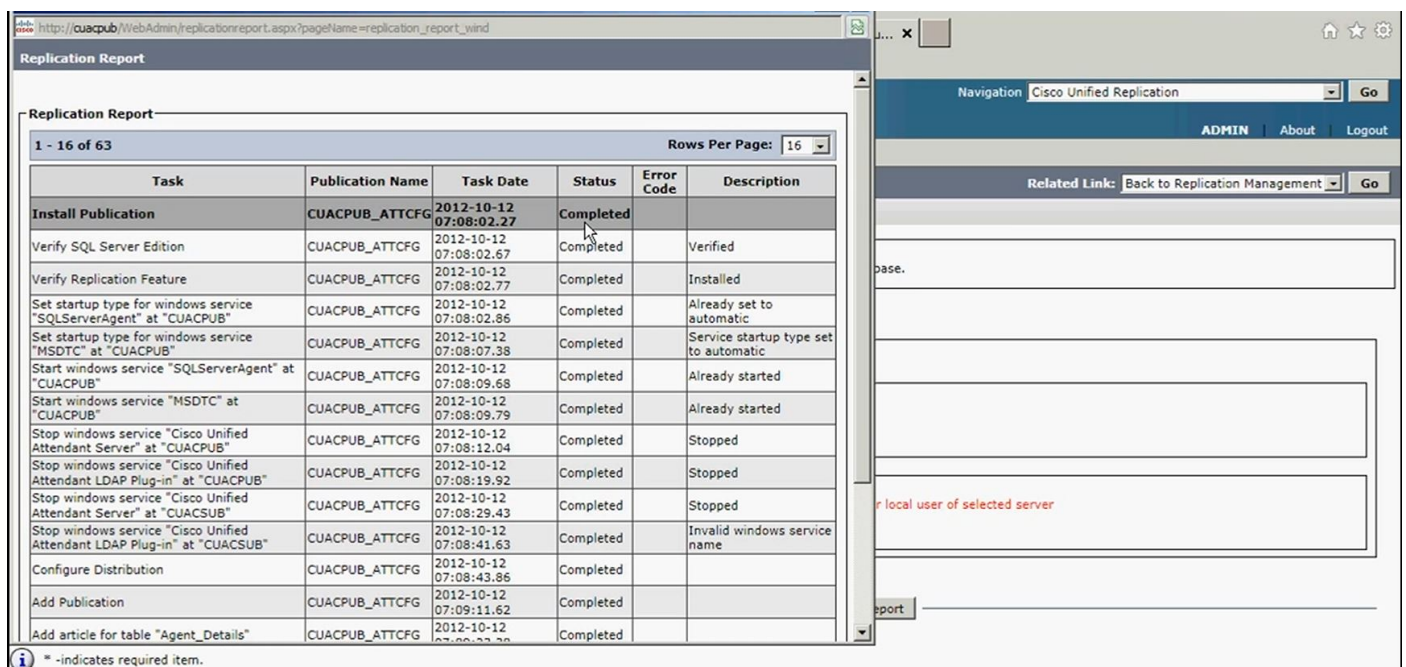 CISCO http://cuacpub/WebAdmin/replicationreport.aspx?pageName=replication_report_wind
Replication Report
Replication Report
1 - 16 of 63 Rows Per Page: 16
Task Publication Name Task Date Status Error Code Description
Install Publication CUACPUB_ATTCFG 2012-10-12 07:08:02.27 Completed
Verify SQL Server Edition CUACPUB_ATTCFG 2012-10-12 07:08:02.67 Completed Verified
Verify Replication Feature CUACPUB_ATTCFG 2012-10-12 07:08:02.77 Completed Installed
Set startup type for windows service "SQLServerAgent" at "CUACPUB" CUACPUB_ATTCFG 2012-10-12 07:08:02.86 Completed Already set to automatic
Set startup type for windows service "MSDTC" at "CUACPUB" CUACPUB_ATTCFG 2012-10-12 07:08:07.38 Completed Service startup type set to automatic
Start windows service "SQLServerAgent" at "CUACPUB" CUACPUB_ATTCFG 2012-10-12 07:08:09.68 Completed Already started
Start windows service "MSDTC" at "CUACPUB" CUACPUB_ATTCFG 2012-10-12 07:08:09.79 Completed Already started
Stop windows service "Cisco Unified Attendant Server" at "CUACPUB" CUACPUB_ATTCFG 2012-10-12 07:08:12.04 Completed Stopped
Stop windows service "Cisco Unified Attendant LDAP Plug-in" at "CUACPUB" CUACPUB_ATTCFG 2012-10-12 07:08:19.92 Completed Stopped
Stop windows service "Cisco Unified Attendant Server" at "CUACSUB" CUACPUB_ATTCFG 2012-10-12 07:08:29.43 Completed Stopped
Stop windows service "Cisco Unified Attendant LDAP Plug-in" at "CUACSUB" CUACPUB_ATTCFG 2012-10-12 07:08:41.63 Completed Invalid windows service name
Configure Distribution CUACPUB_ATTCFG 2012-10-12 07:08:43.86 Completed
Add Publication CUACPUB_ATTCFG 2012-10-12 07:09:11.62 Completed
Add article for table "Agent_Details" CUACPUB_ATTCFG 2012-10-12 Completed
u... ×
Navigation Cisco Unified Replication Go
ADMIN | About | Logout
Related Link: Back to Replication Management Go
base.
r local user of selected server
eport
* -indicates required item.